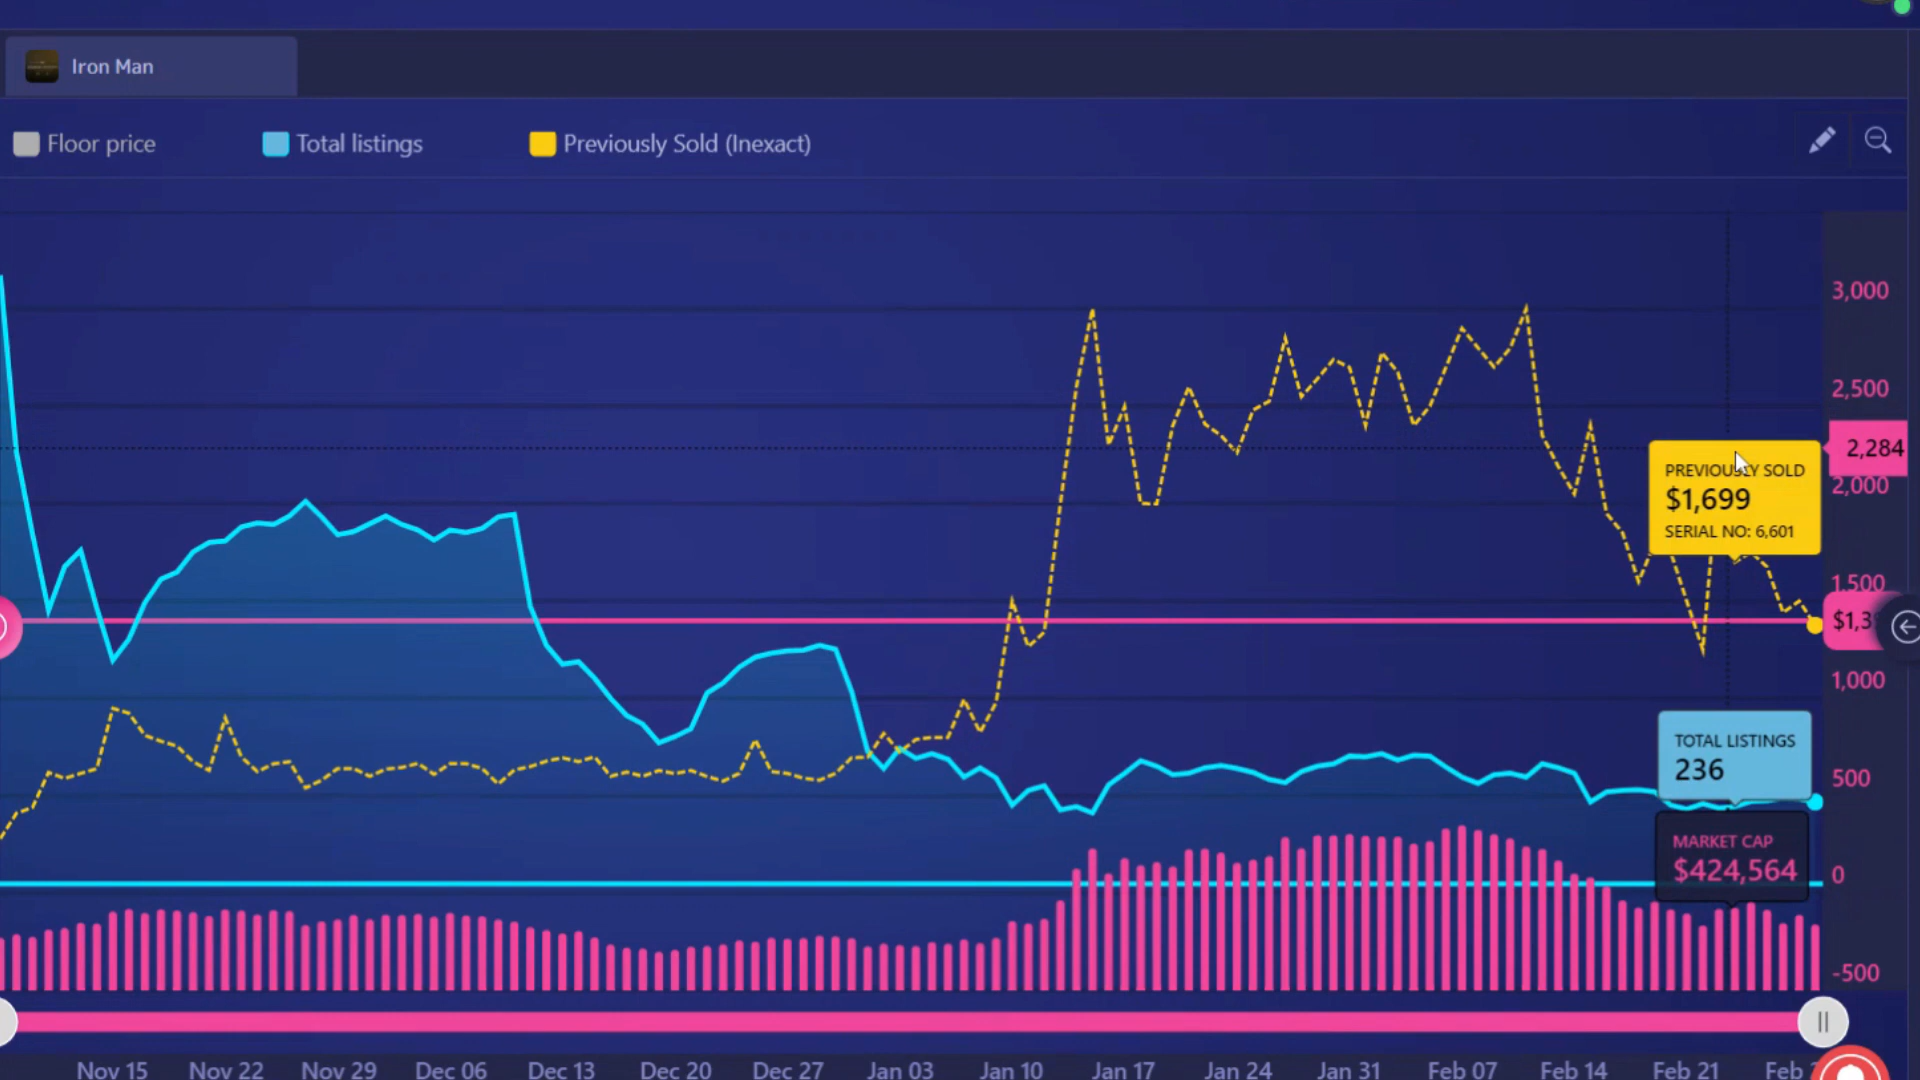 Iron Man
Floor price
Total listings
Previously Sold (Inexact)
3,000
2,500
2,284
2,000
PREVIOUSLY SOLD
$1,699
SERIAL NO: 6,601
1,500
$1,3
1,000
TOTAL LISTINGS
236
500
MARKET CAP
$424,564
0
-500
Nov 15 Nov 22 Nov 29 Dec 06 Dec 13 Dec 20 Dec 27 Jan 03 Jan 10 Jan 17 Jan 24 Jan 31 Feb 07 Feb 14 Feb 21 Feb